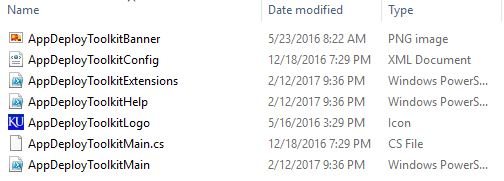 Name Date modified Type
AppDeployToolkitBanner 5/23/2016 8:22 AM PNG image
AppDeployToolkitConfig 12/18/2016 7:29 PM XML Document
AppDeployToolkitExtensions 2/12/2017 9:36 PM Windows PowerS...
AppDeployToolkitHelp 2/12/2017 9:36 PM Windows PowerS...
KU AppDeployToolkitLogo 5/16/2016 3:29 PM Icon
AppDeployToolkitMain.cs 12/18/2016 7:29 PM CS File
AppDeployToolkitMain 2/12/2017 9:36 PM Windows PowerS...